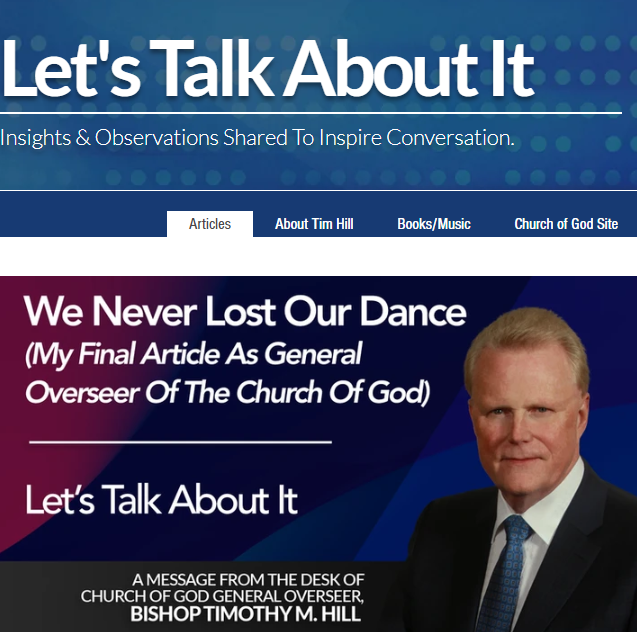 Let's Talk About It
Insights & Observations Shared To Inspire Conversation.
Articles About Tim Hill Books/Music Church of God Site
We Never Lost Our Dance
(My Final Article As General
Overseer Of The Church Of God)
Let's Talk About It
A MESSAGE FROM THE DESK OF
CHURCH OF GOD GENERAL OVERSEER,
BISHOP TIMOTHY M. HILL